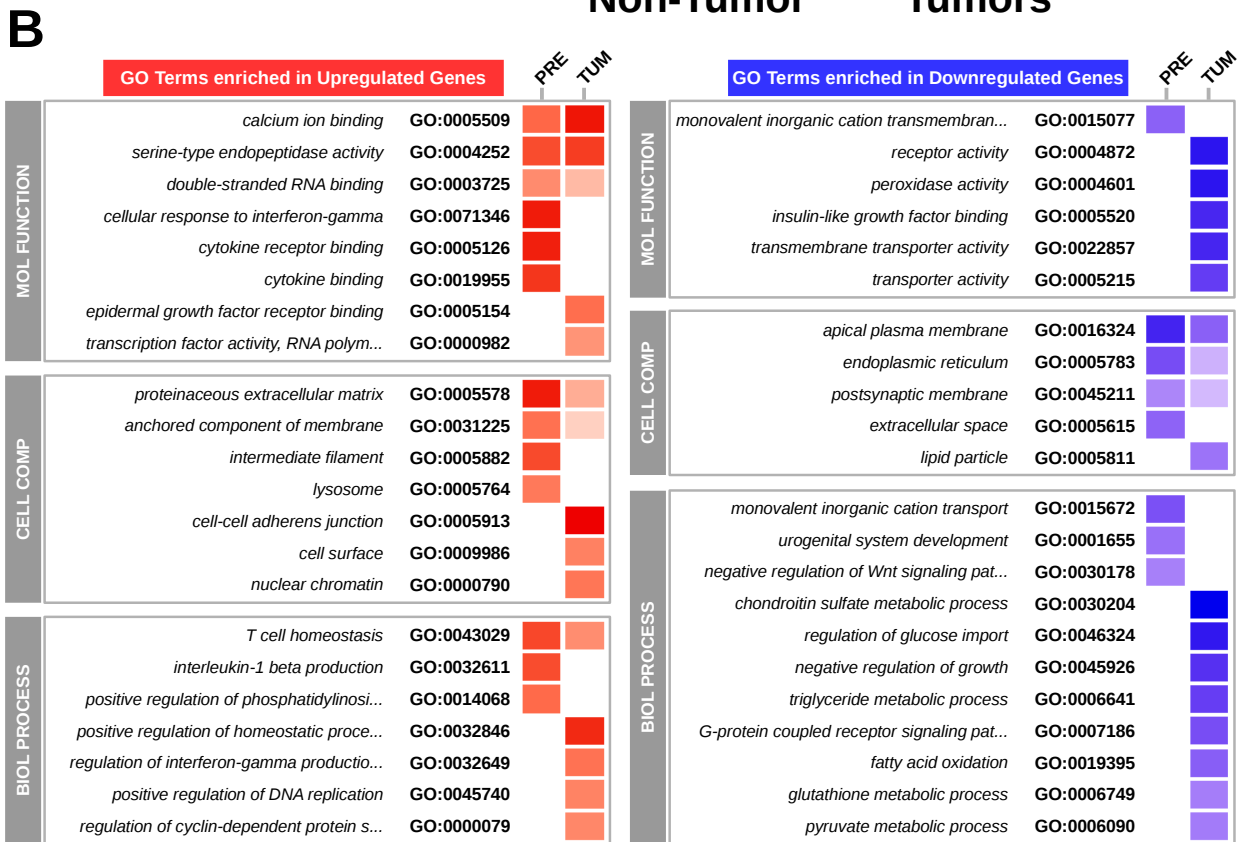 Non-Tumor Tumors
B
GO Terms enriched in Upregulated Genes PRE TUM
MOL FUNCTION
calcium ion binding GO:0005509
serine-type endopeptidase activity GO:0004252
double-stranded RNA binding GO:0003725
cellular response to interferon-gamma GO:0071346
cytokine receptor binding GO:0005126
cytokine binding GO:0019955
epidermal growth factor receptor binding GO:0005154
transcription factor activity, RNA polym... GO:0000982
CELL COMP
proteinaceous extracellular matrix GO:0005578
anchored component of membrane GO:0031225
intermediate filament GO:0005882
lysosome GO:0005764
cell-cell adherens junction GO:0005913
cell surface GO:0009986
nuclear chromatin GO:0000790
BIOL PROCESS
T cell homeostasis GO:0043029
interleukin-1 beta production GO:0032611
positive regulation of phosphatidylinosi... GO:0014068
positive regulation of homeostatic proce... GO:0032846
regulation of interferon-gamma productio... GO:0032649
positive regulation of DNA replication GO:0045740
regulation of cyclin-dependent protein s... GO:0000079
GO Terms enriched in Downregulated Genes PRE TUM
MOL FUNCTION
monovalent inorganic cation transmembran... GO:0015077
receptor activity GO:0004872
peroxidase activity GO:0004601
insulin-like growth factor binding GO:0005520
transmembrane transporter activity GO:0022857
transporter activity GO:0005215
CELL COMP
apical plasma membrane GO:0016324
endoplasmic reticulum GO:0005783
postsynaptic membrane GO:0045211
extracellular space GO:0005615
lipid particle GO:0005811
BIOL PROCESS
monovalent inorganic cation transport GO:0015672
urogenital system development GO:0001655
negative regulation of Wnt signaling pat... GO:0030178
chondroitin sulfate metabolic process GO:0030204
regulation of glucose import GO:0046324
negative regulation of growth GO:0045926
triglyceride metabolic process GO:0006641
G-protein coupled receptor signaling pat... GO:0007186
fatty acid oxidation GO:0019395
glutathione metabolic process GO:0006749
pyruvate metabolic process GO:0006090